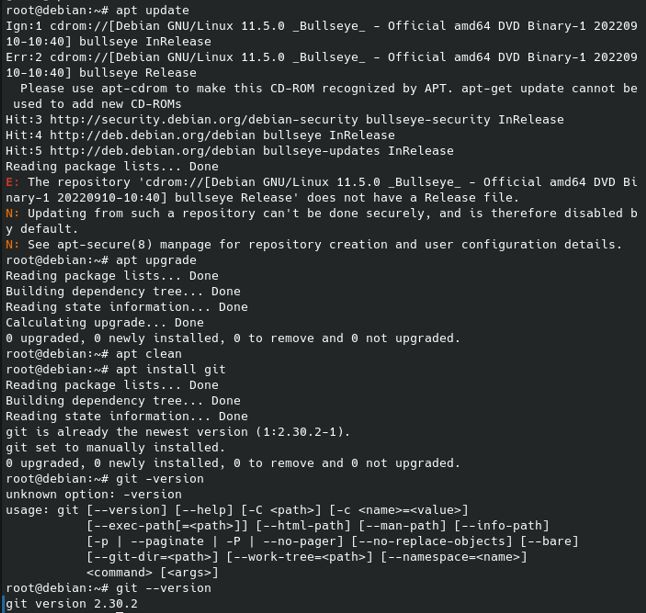 root@debian:~# apt update
Ign:1 cdrom://[Debian GNU/Linux 11.5.0 _Bullseye_ - Official amd64 DVD Binary-1 202209
10-10:40] bullseye InRelease
Err:2 cdrom://[Debian GNU/Linux 11.5.0 _Bullseye_ - Official amd64 DVD Binary-1 202209
10-10:40] bullseye Release
  Please use apt-cdrom to make this CD-ROM recognized by APT. apt-get update cannot be
 used to add new CD-ROMs
Hit:3 http://security.debian.org/debian-security bullseye-security InRelease
Hit:4 http://deb.debian.org/debian bullseye InRelease
Hit:5 http://deb.debian.org/debian bullseye-updates InRelease
Reading package lists... Done
E: The repository 'cdrom://[Debian GNU/Linux 11.5.0 _Bullseye_ - Official amd64 DVD Bi
nary-1 20220910-10:40] bullseye Release' does not have a Release file.
N: Updating from such a repository can't be done securely, and is therefore disabled b
y default.
N: See apt-secure(8) manpage for repository creation and user configuration details.
root@debian:~# apt upgrade
Reading package lists... Done
Building dependency tree... Done
Reading state information... Done
Calculating upgrade... Done
0 upgraded, 0 newly installed, 0 to remove and 0 not upgraded.
root@debian:~# apt clean
root@debian:~# apt install git
Reading package lists... Done
Building dependency tree... Done
Reading state information... Done
git is already the newest version (1:2.30.2-1).
git set to manually installed.
0 upgraded, 0 newly installed, 0 to remove and 0 not upgraded.
root@debian:~# git -version
unknown option: -version
usage: git [--version] [--help] [-C <path>] [-c <name>=<value>]
           [--exec-path[=<path>]] [--html-path] [--man-path] [--info-path]
           [-p | --paginate | -P | --no-pager] [--no-replace-objects] [--bare]
           [--git-dir=<path>] [--work-tree=<path>] [--namespace=<name>]
           <command> [<args>]
root@debian:~# git --version
git version 2.30.2